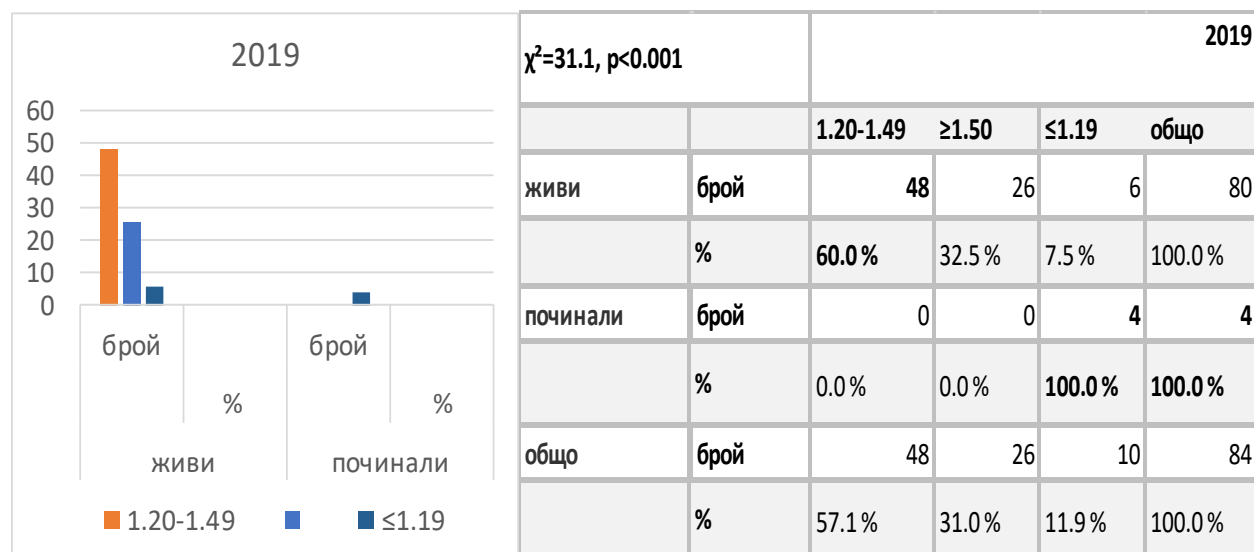 2019
60
50
40
30
20
10
0
брой брой
% %
живи починали
1.20-1.49 ≤1.19
χ²=31.1, p<0.001 2019
1.20-1.49 ≥1.50 ≤1.19 общо
живи брой 48 26 6 80
% 60.0 % 32.5 % 7.5 % 100.0 %
починали брой 0 0 4 4
% 0.0 % 0.0 % 100.0 % 100.0 %
общо брой 48 26 10 84
% 57.1 % 31.0 % 11.9 % 100.0 %